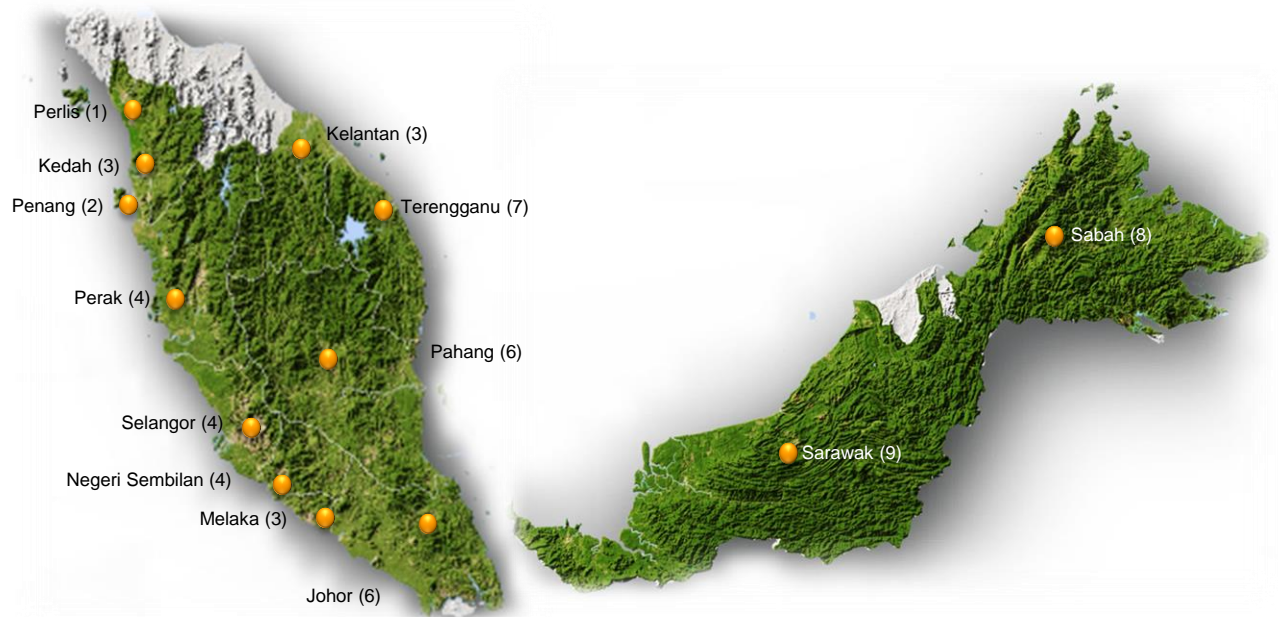 Perlis (1)
Kelantan (3)
Kedah (3)
Penang (2)
Terengganu (7)
Sabah (8)
Perak (4)
Pahang (6)
Selangor (4)
Sarawak (9)
Negeri Sembilan (4)
Melaka (3)
Johor (6)